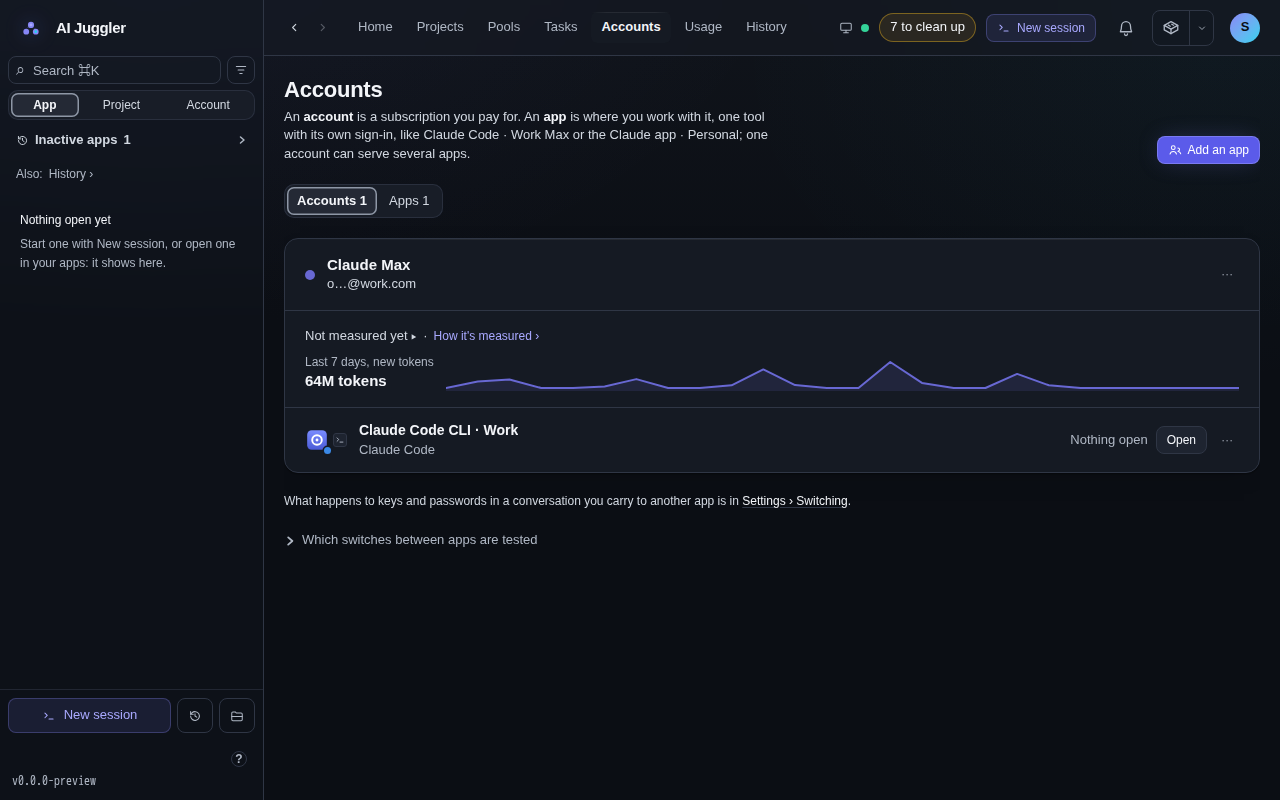 AI Juggler
Search ⌘K
App
Project
Account
Inactive apps 1
Also: History ›
Nothing open yet
Start one with New session, or open one
in your apps: it shows here.
New session
?
v0.0.0-preview
Home
Projects
Pools
Tasks
Accounts
Usage
History
7 to clean up
New session
S
Accounts
An account is a subscription you pay for. An app is where you work with it, one tool
with its own sign-in, like Claude Code · Work Max or the Claude app · Personal; one
account can serve several apps.
Add an app
Accounts 1
Apps 1
Claude Max
o…@work.com
Not measured yet ▸ · How it's measured ›
Last 7 days, new tokens
64M tokens
Claude Code CLI · Work
Claude Code
Nothing open
Open
What happens to keys and passwords in a conversation you carry to another app is in Settings › Switching.
Which switches between apps are tested